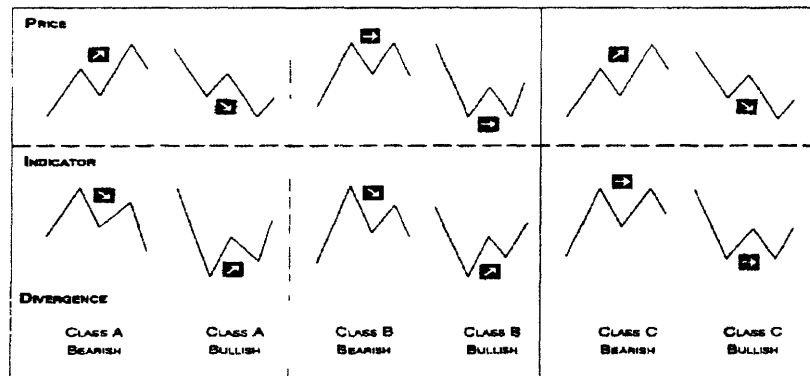 PRICE
INDICATOR
DIVERGENCE
CLASS A BEARISH
CLASS A BULLISH
CLASS B BEARISH
CLASS B BULLISH
CLASS C BEARISH
CLASS C BULLISH